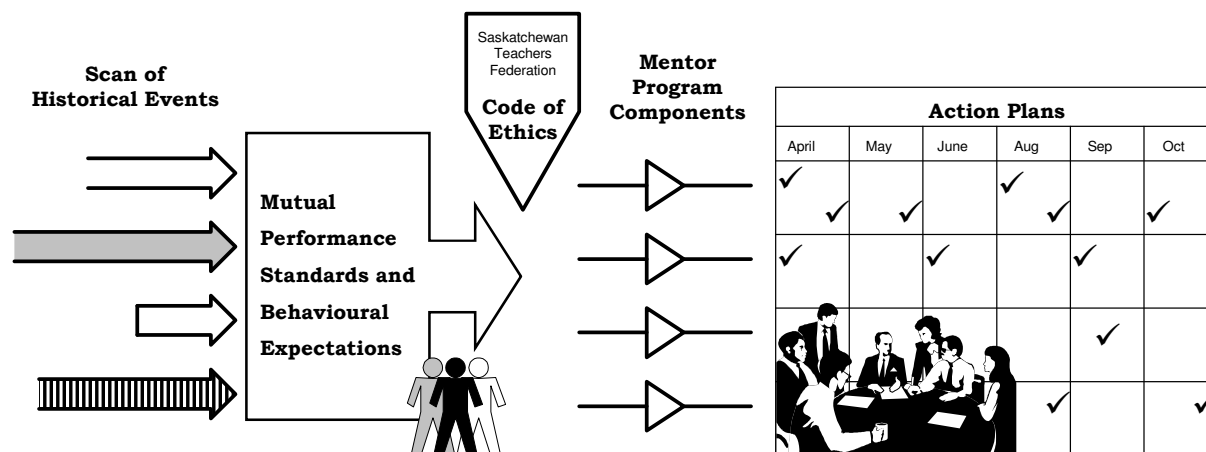 Scan of
Historical Events
Mutual
Performance
Standards and
Behavioural
Expectations
Saskatchewan
Teachers
Federation
Code of
Ethics
Mentor
Program
Components
Action Plans
April May June Aug Sep Oct